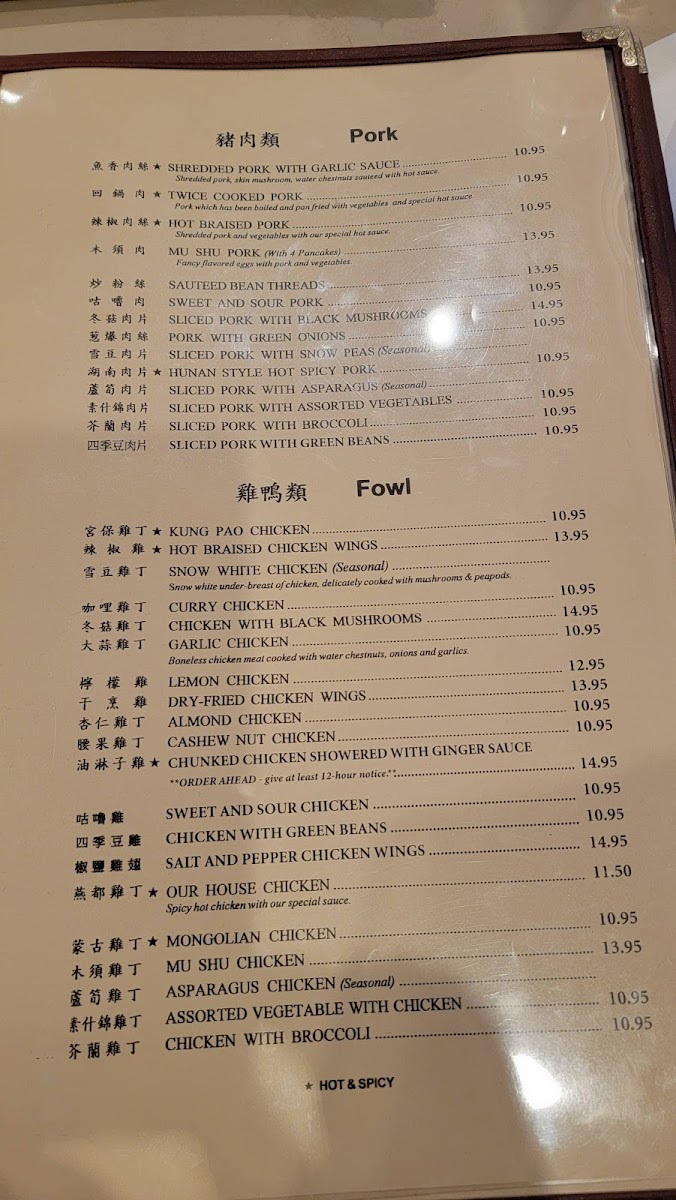 豬肉類 Pork
魚香肉絲 ★ SHREDDED PORK WITH GARLIC SAUCE 10.95
Shredded pork, skin mushroom, water chestnuts sauteed with hot sauce.
回鍋肉 ★ TWICE COOKED PORK 10.95
Pork which has been boiled and pan fried with vegetables and special hot sauce
辣椒肉絲 ★ HOT BRAISED PORK 10.95
Shredded pork and vegetables with our special hot sauce.
木須肉 MU SHU PORK (With 4 Pancakes) 13.95
Fancy flavored eggs with pork and vegetables.
炒粉絲 SAUTEED BEAN THREADS 13.95
咕嚕肉 SWEET AND SOUR PORK 10.95
冬菇肉片 SLICED PORK WITH BLACK MUSHROOMS 14.95
葱爆肉絲 PORK WITH GREEN ONIONS 10.95
雪豆肉片 SLICED PORK WITH SNOW PEAS (Seasonal)
湖南肉片 ★ HUNAN STYLE HOT SPICY PORK 10.95
蘆筍肉片 SLICED PORK WITH ASPARAGUS (Seasonal)
素什錦肉片 SLICED PORK WITH ASSORTED VEGETABLES 10.95
芥蘭肉片 SLICED PORK WITH BROCCOLI 10.95
四季豆肉片 SLICED PORK WITH GREEN BEANS 10.95
雞鴨類 Fowl
宮保雞丁 ★ KUNG PAO CHICKEN 10.95
辣椒雞 ★ HOT BRAISED CHICKEN WINGS 13.95
雪豆雞丁 SNOW WHITE CHICKEN (Seasonal)
Snow white under-breast of chicken, delicately cooked with mushrooms & peapods.
咖哩雞丁 CURRY CHICKEN 10.95
冬菇雞丁 CHICKEN WITH BLACK MUSHROOMS 14.95
大蒜雞丁 GARLIC CHICKEN 10.95
Boneless chicken meat cooked with water chestnuts, onions and garlics.
檸檬雞 LEMON CHICKEN 12.95
干烹雞 DRY-FRIED CHICKEN WINGS 13.95
杏仁雞丁 ALMOND CHICKEN 10.95
腰果雞丁 CASHEW NUT CHICKEN 10.95
油淋子雞 ★ CHUNKED CHICKEN SHOWERED WITH GINGER SAUCE
**ORDER AHEAD - give at least 12-hour notice.** 14.95
咕嚕雞 SWEET AND SOUR CHICKEN 10.95
四季豆雞 CHICKEN WITH GREEN BEANS 10.95
椒鹽雞翅 SALT AND PEPPER CHICKEN WINGS 14.95
燕都雞丁 ★ OUR HOUSE CHICKEN 11.50
Spicy hot chicken with our special sauce.
蒙古雞丁 ★ MONGOLIAN CHICKEN 10.95
木須雞丁 MU SHU CHICKEN 13.95
蘆筍雞丁 ASPARAGUS CHICKEN (Seasonal)
素什錦雞丁 ASSORTED VEGETABLE WITH CHICKEN 10.95
芥蘭雞丁 CHICKEN WITH BROCCOLI 10.95
★ HOT & SPICY